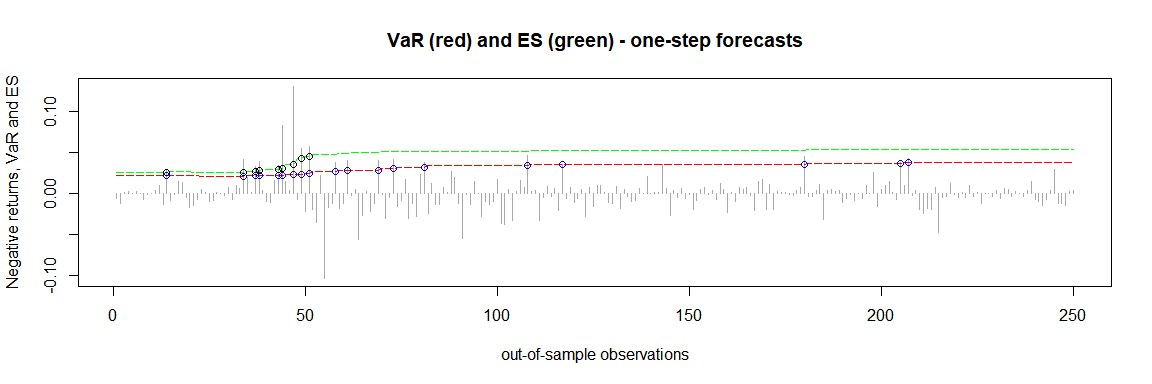 VaR (red) and ES (green) - one-step forecasts
Negative returns, VaR and ES
0.10
0.00
-0.10
0 50 100 150 200 250
out-of-sample observations